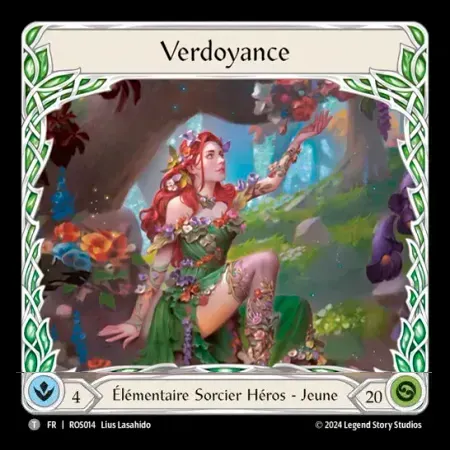 Verdoyance
4 Élémentaire Sorcier Héros - Jeune 20
T FR | ROS014 Lius Lasahido © 2024 Legend Story Studios